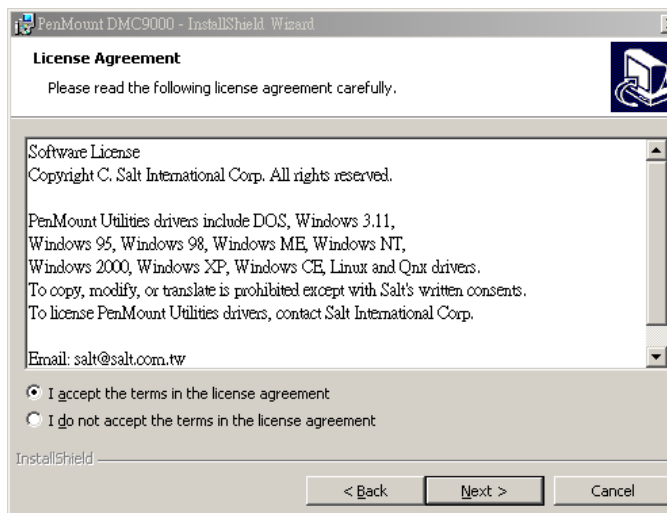 PenMount DMC9000 - InstallShield Wizard
License Agreement
Please read the following license agreement carefully.
Software License
Copyright C. Salt International Corp. All rights reserved.
PenMount Utilities drivers include DOS, Windows 3.11,
Windows 95, Windows 98, Windows ME, Windows NT,
Windows 2000, Windows XP, Windows CE, Linux and Qnx drivers.
To copy, modify, or translate is prohibited except with Salt's written consents.
To license PenMount Utilities drivers, contact Salt International Corp.
Email: salt@salt.com.tw
I accept the terms in the license agreement
I do not accept the terms in the license agreement
InstallShield
< Back Next > Cancel